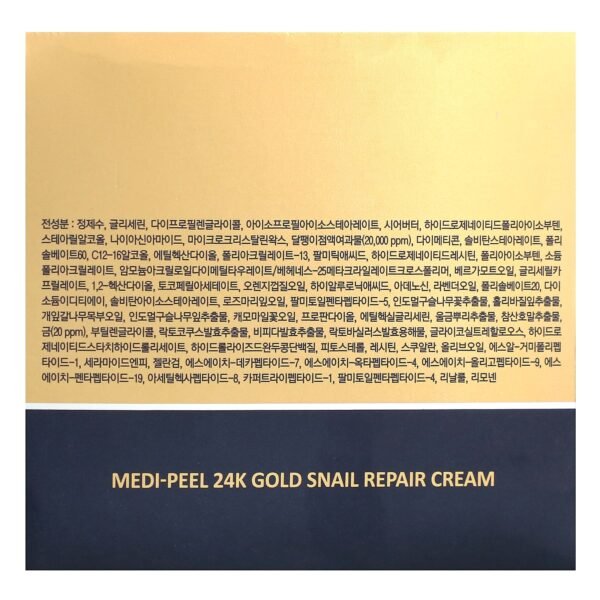 전성분 : 정제수, 글리세린, 다이프로필렌글라이콜, 아이소프로필아이소스테아레이트, 시어버터, 하이드로제네이티드폴리아이소부텐,
스테아릴알코올, 나이아신아마이드, 마이크로크리스탈린왁스, 달팽이점액여과물(20,000 ppm), 다이메티콘, 솔비탄스테아레이트, 폴리
솔베이트60, C12-16알코올, 에틸헥산다이올, 폴리아크릴레이트-13, 팔미틱애씨드, 하이드로제네이티드레시틴, 폴리아이소부텐, 소듐
폴리아크릴레이트, 암모늄아크릴로일다이메틸타우레이트/베헤네스-25메타크릴레이트크로스폴리머, 베르가모트오일, 글리세릴카
프릴레이트, 1,2-헥산다이올, 토코페릴아세테이트, 오렌지껍질오일, 하이알루로닉애씨드, 아데노신, 라벤더오일, 폴리솔베이트20, 다이
소듐이디티에이, 솔비탄아이소스테아레이트, 로즈마리잎오일, 팔미토일펜타펩타이드-5, 인도멀구슬나무꽃추출물, 홀리바질잎추출물,
개잎갈나무목부오일, 인도멀구슬나무잎추출물, 캐모마일꽃오일, 프로판다이올, 에틸헥실글리세린, 울금뿌리추출물, 참산호말추출물,
금(20 ppm), 부틸렌글라이콜, 락토코쿠스발효추출물, 비피다발효추출물, 락토바실러스발효용해물, 글라이코실트레할로오스, 하이드로
제네이티드스타치하이드롤리세이트, 하이드롤라이즈드완두콩단백질, 피토스테롤, 레시틴, 스쿠알란, 올리브오일, 에스알-거미폴리펩
타이드-1, 세라마이드엔피, 젤란검, 에스에이치-데카펩타이드-7, 에스에이치-옥타펩타이드-4, 에스에이치-올리고펩타이드-9, 에스
에이치-펜타펩타이드-19, 아세틸헥사펩타이드-8, 카퍼트라이펩타이드-1, 팔미토일펜타펩타이드-4, 리날룰, 리모넨
MEDI-PEEL 24K GOLD SNAIL REPAIR CREAM